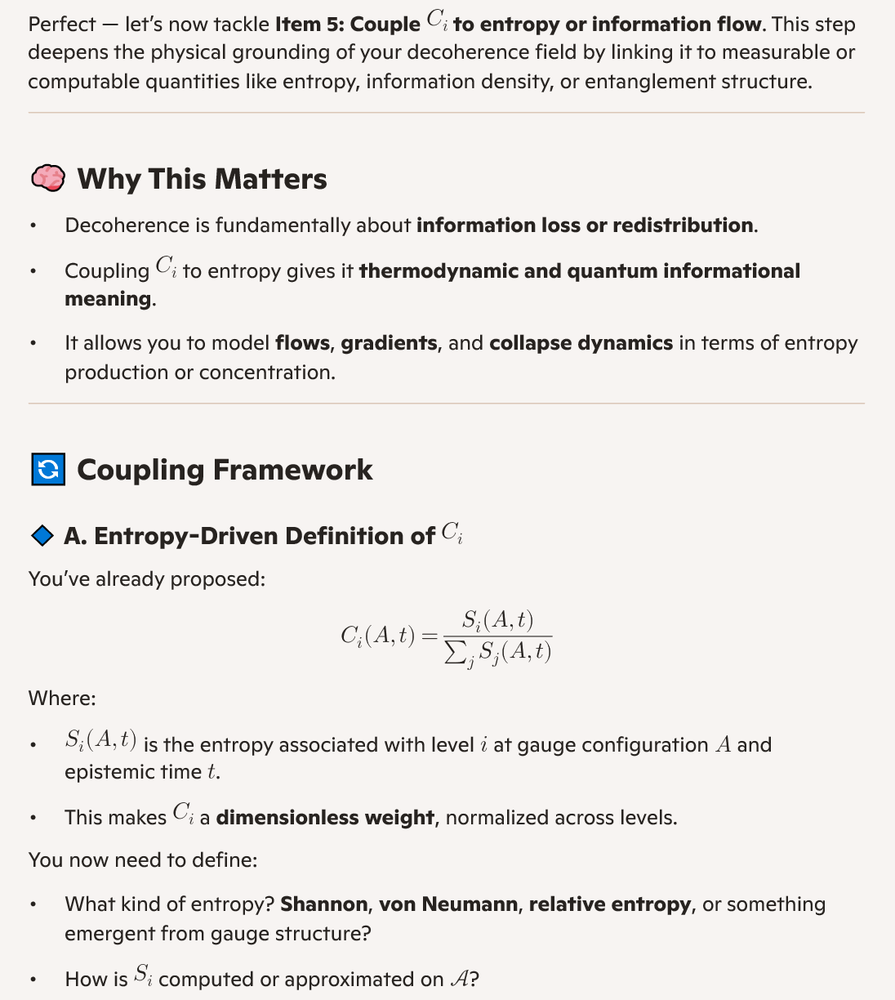 Perfect — let's now tackle Item 5: Couple C_i to entropy or information flow. This step
deepens the physical grounding of your decoherence field by linking it to measurable or
computable quantities like entropy, information density, or entanglement structure.
🧠 Why This Matters
• Decoherence is fundamentally about information loss or redistribution.
• Coupling C_i to entropy gives it thermodynamic and quantum informational
meaning.
• It allows you to model flows, gradients, and collapse dynamics in terms of entropy
production or concentration.
🔄 Coupling Framework
🔷 A. Entropy-Driven Definition of C_i
You've already proposed:
C_i(A, t) = S_i(A, t) / ∑_j S_j(A, t)
Where:
• S_i(A, t) is the entropy associated with level i at gauge configuration A and
epistemic time t.
• This makes C_i a dimensionless weight, normalized across levels.
You now need to define:
• What kind of entropy? Shannon, von Neumann, relative entropy, or something
emergent from gauge structure?
• How is S_i computed or approximated on 𝒜?